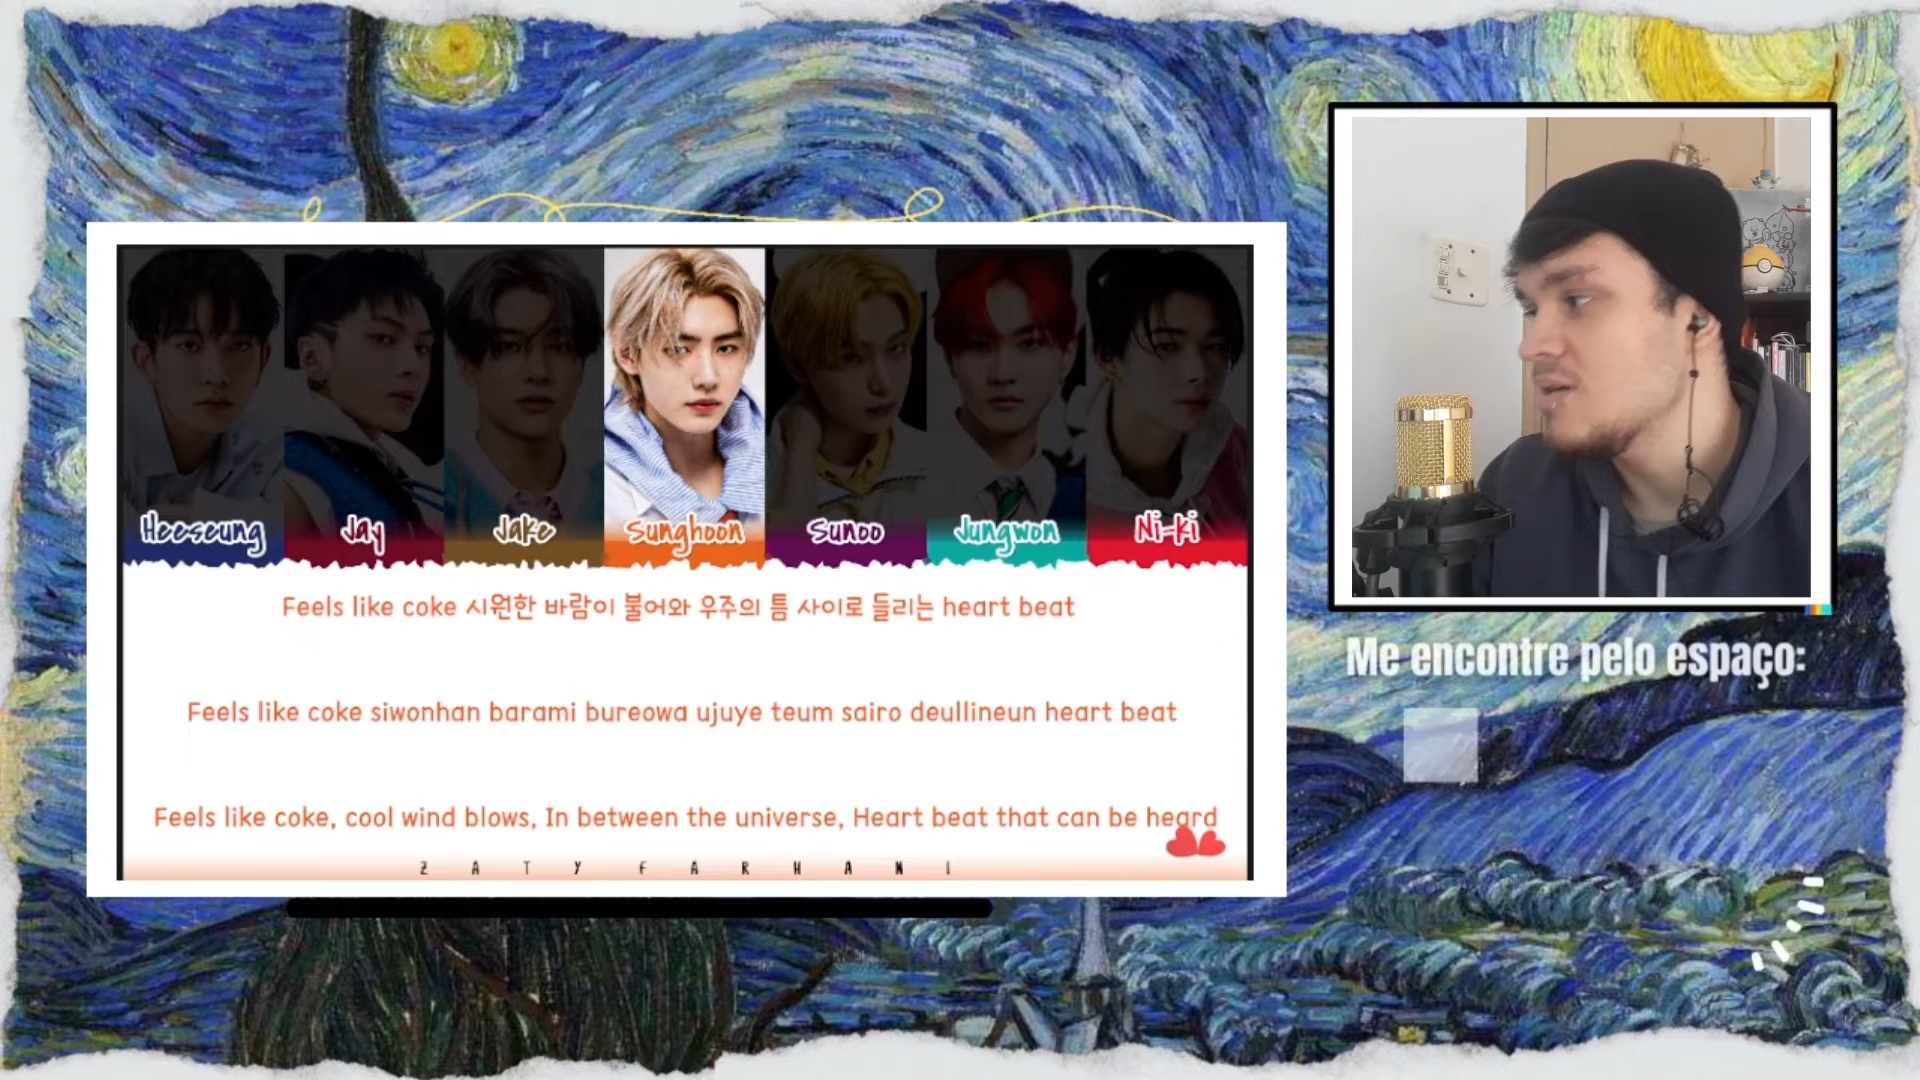 Heeseung Jay Jake Sunghoon Sunoo Jungwon Ni-Ki
Feels like coke 시원한 바람이 불어와 우주의 틈 사이로 들리는 heart beat
Feels like coke siwonhan barami bureowa ujuye teum sairo deullineun heart beat
Feels like coke, cool wind blows, In between the universe, Heart beat that can be heard
Z A T Y F A R H A N I
Me encontre pelo espaço: